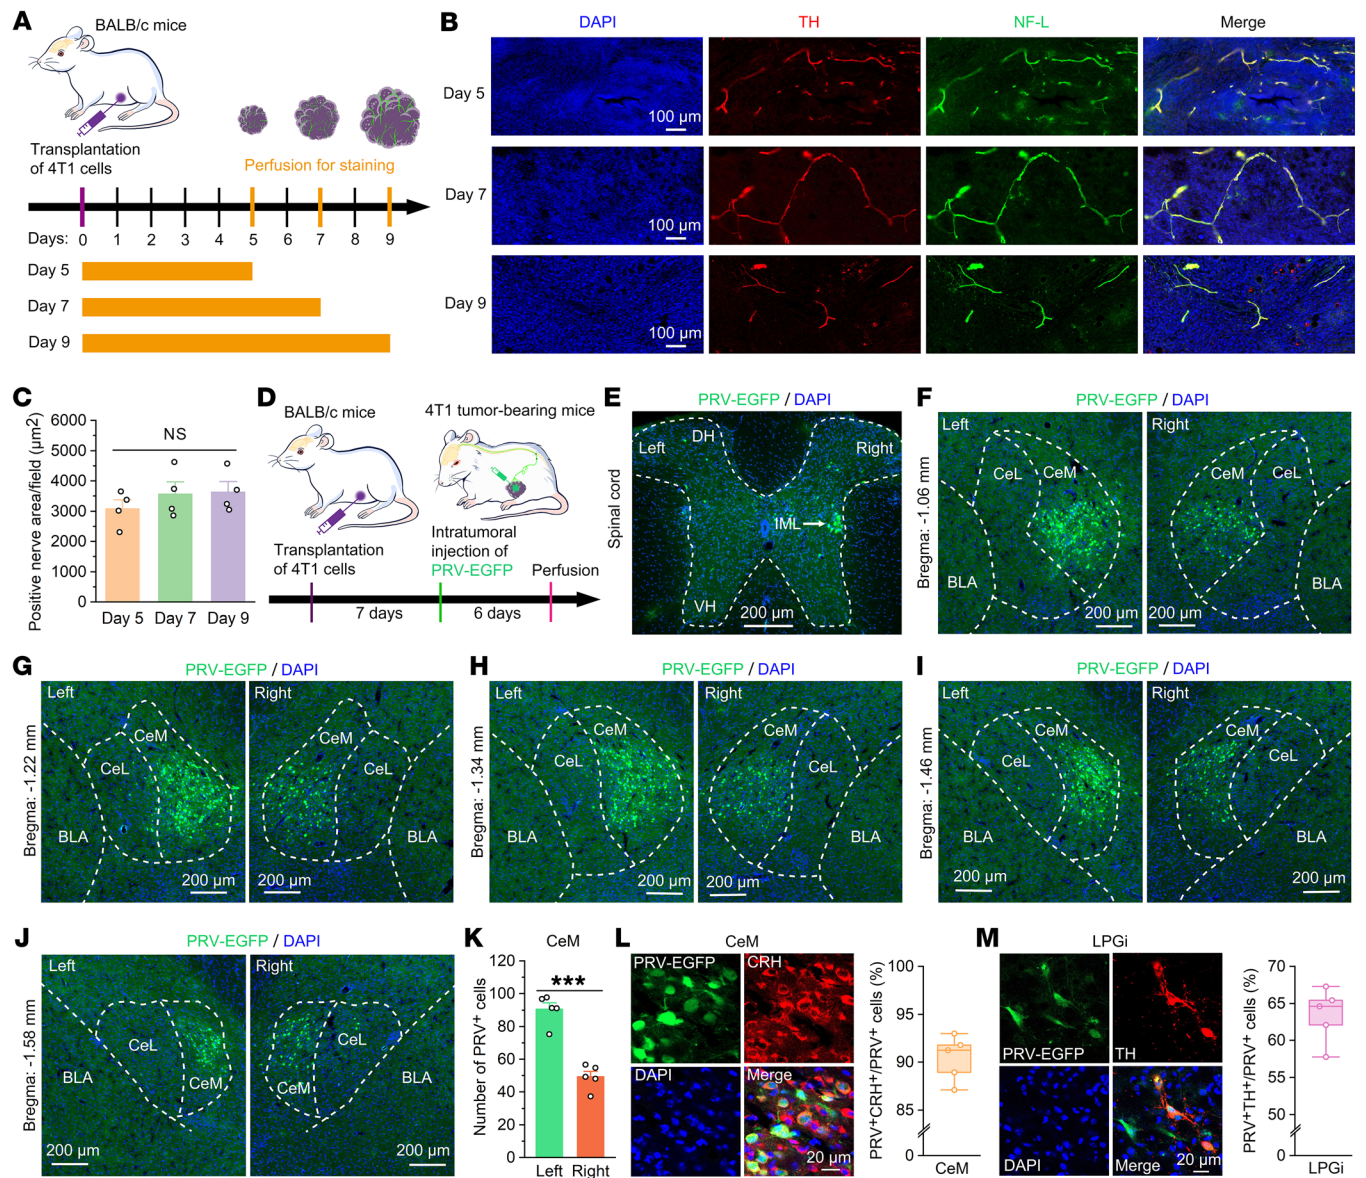 A
BALB/c mice
Transplantation
of 4T1 cells
Perfusion for staining
Days: 0 1 2 3 4 5 6 7 8 9
Day 5
Day 7
Day 9
B
DAPI TH NF-L Merge
Day 5
100 µm
Day 7
100 µm
Day 9
100 µm
C
Positive nerve area/field (µm2)
6000
5000
4000
3000
2000
1000
0
NS
Day 5 Day 7 Day 9
D
BALB/c mice
4T1 tumor-bearing mice
Transplantation
of 4T1 cells
Intratumoral
injection of
PRV-EGFP
Perfusion
7 days 6 days
E
PRV-EGFP / DAPI
Spinal cord
Left DH Right
IML
VH
200 µm
F
PRV-EGFP / DAPI
Bregma: -1.06 mm
Left Right
CeL CeM CeM CeL
BLA BLA
200 µm 200 µm
G
PRV-EGFP / DAPI
Bregma: -1.22 mm
Left Right
CeM CeM
CeL CeL
BLA BLA
200 µm 200 µm
H
PRV-EGFP / DAPI
Bregma: -1.34 mm
Left Right
CeM CeM
CeL CeL
BLA BLA
200 µm 200 µm
I
PRV-EGFP / DAPI
Bregma: -1.46 mm
Left Right
CeM CeM
CeL CeL
BLA BLA
200 µm 200 µm
J
PRV-EGFP / DAPI
Bregma: -1.58 mm
Left Right
CeL CeL
CeM CeM
BLA BLA
200 µm 200 µm
K
CeM
Number of PRV+ cells
120
100
80
60
40
20
0
***
Left Right
L
CeM
PRV-EGFP CRH
DAPI Merge
20 µm
PRV+CRH+/PRV+ cells (%)
100
95
90
85
0
CeM
M
LPGi
PRV-EGFP TH
DAPI Merge
20 µm
PRV+TH+/PRV+ cells (%)
70
65
60
55
50
0
LPGi